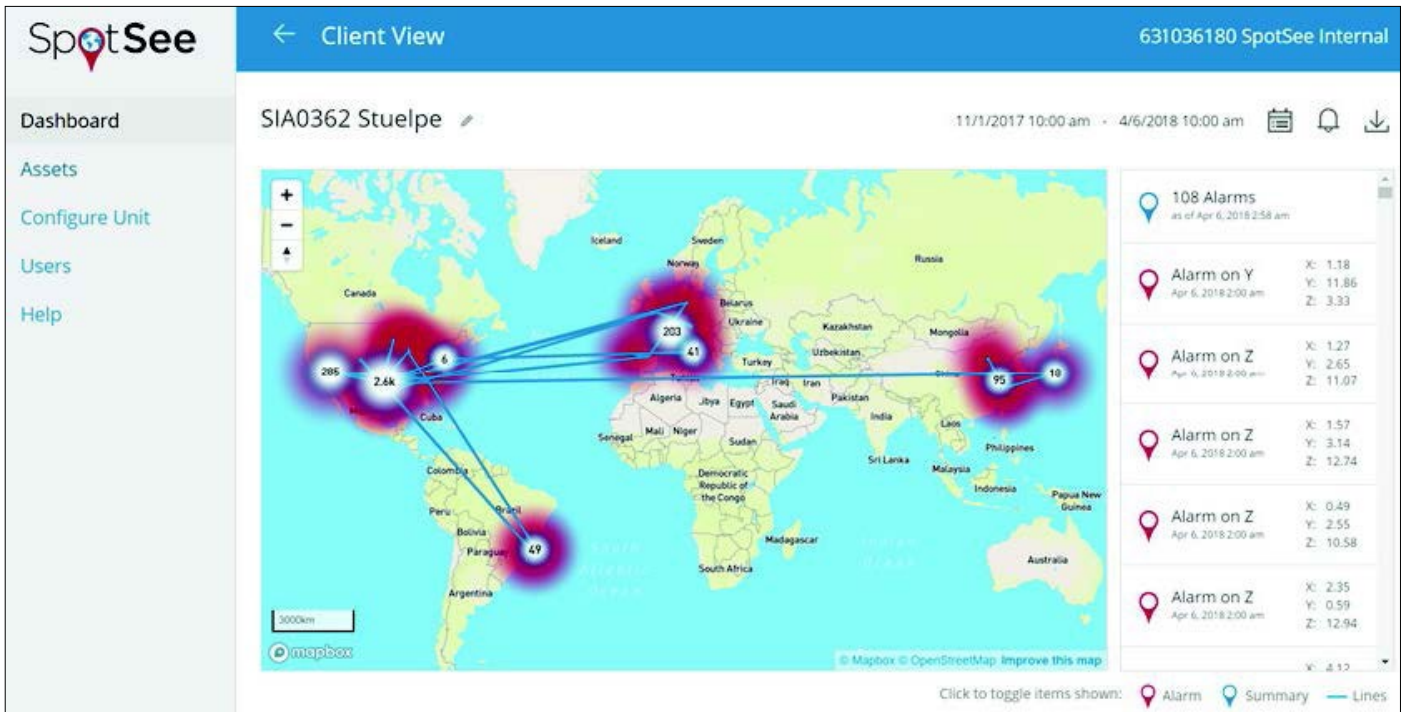 SpotSee
← Client View
631036180 SpotSee Internal
Dashboard
Assets
Configure Unit
Users
Help
SIA0362 Stuelpe
11/1/2017 10:00 am - 4/6/2018 10:00 am
+
−
Iceland
Sweden
Norway
Russia
Canada
Belarus
Ukraine
Kazakhstan
Mongolia
Uzbekistan
Turkey
203
41
6
285
2.6k
95
10
Iraq
Iran
Pakistan
Algeria
Egypt
Saudi
Arabia
India
Laos
Cuba
Senegal
Mali
Niger
Sudan
Philippines
Sri Lanka
Malaysia
Colombia
Democratic
Republic of
the Congo
Indonesia
Papua New
Guinea
Peru
Brazil
Bolivia
Paraguay
49
Madagascar
South Africa
Australia
Argentina
3000km
mapbox
© Mapbox © OpenStreetMap Improve this map
108 Alarms
as of Apr 6, 2018 2:58 am
Alarm on Y
Apr 6, 2018 2:00 am
X: 1.18
Y: 11.86
Z: 3.33
Alarm on Z
Apr 6, 2018 2:00 am
X: 1.27
Y: 2.65
Z: 11.07
Alarm on Z
Apr 6, 2018 2:00 am
X: 1.57
Y: 3.14
Z: 12.74
Alarm on Z
Apr 6, 2018 2:00 am
X: 0.49
Y: 2.55
Z: 10.58
Alarm on Z
Apr 6, 2018 2:00 am
X: 2.35
Y: 0.59
Z: 12.94
X: 4.12
Click to toggle items shown: Alarm Summary Lines